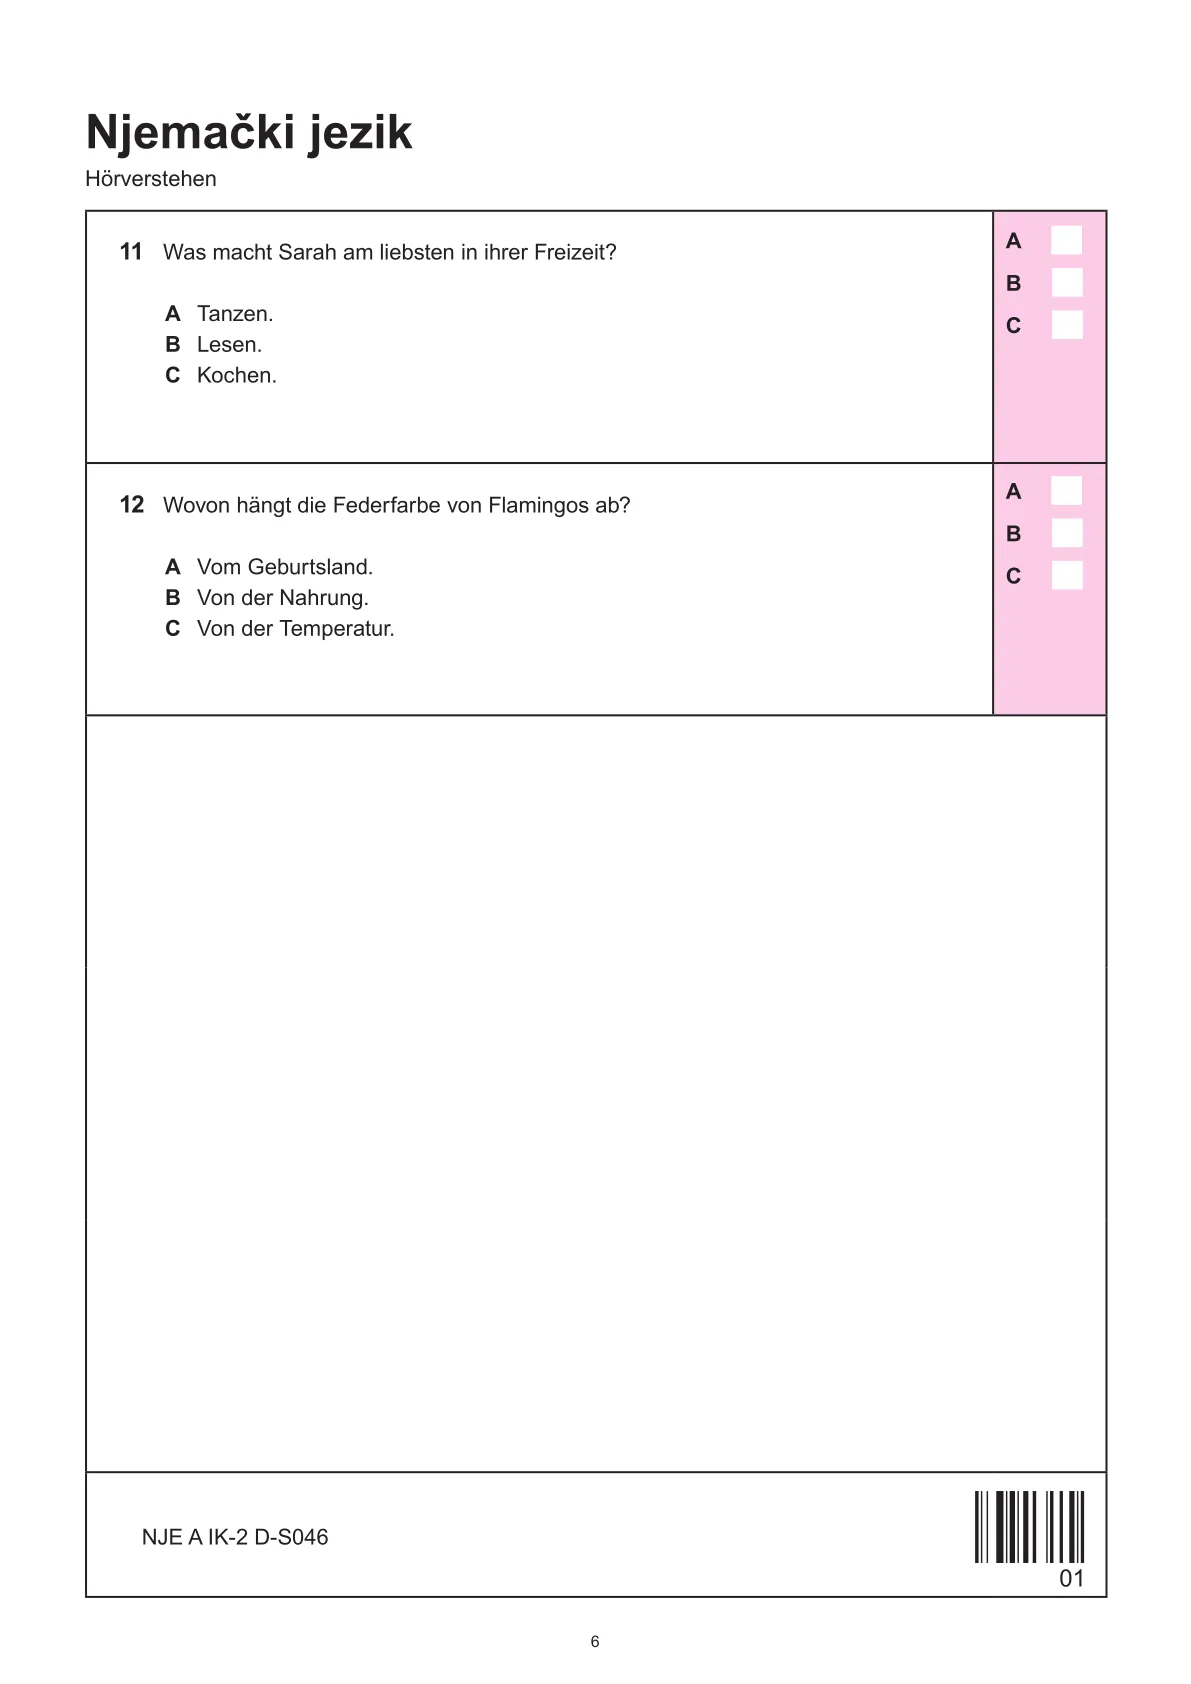 Njemački jezik
Hörverstehen
11 Was macht Sarah am liebsten in ihrer Freizeit?
A Tanzen.
B Lesen.
C Kochen.
A
B
C
12 Wovon hängt die Federfarbe von Flamingos ab?
A Vom Geburtsland.
B Von der Nahrung.
C Von der Temperatur.
A
B
C
NJE A IK-2 D-S046
01
6